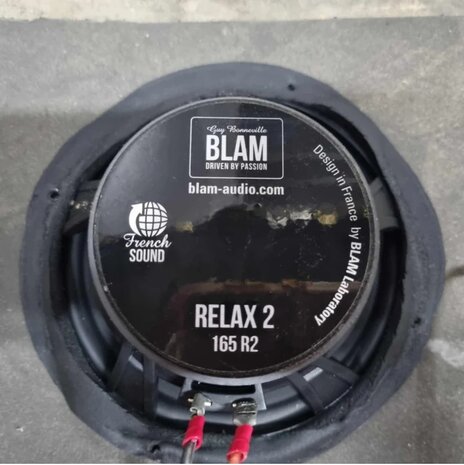 Guy Bonneville
BLAM
DRIVEN BY PASSION
blam-audio.com
Design in France by BLAM Laboratory
French
SOUND
RELAX 2
165 R2